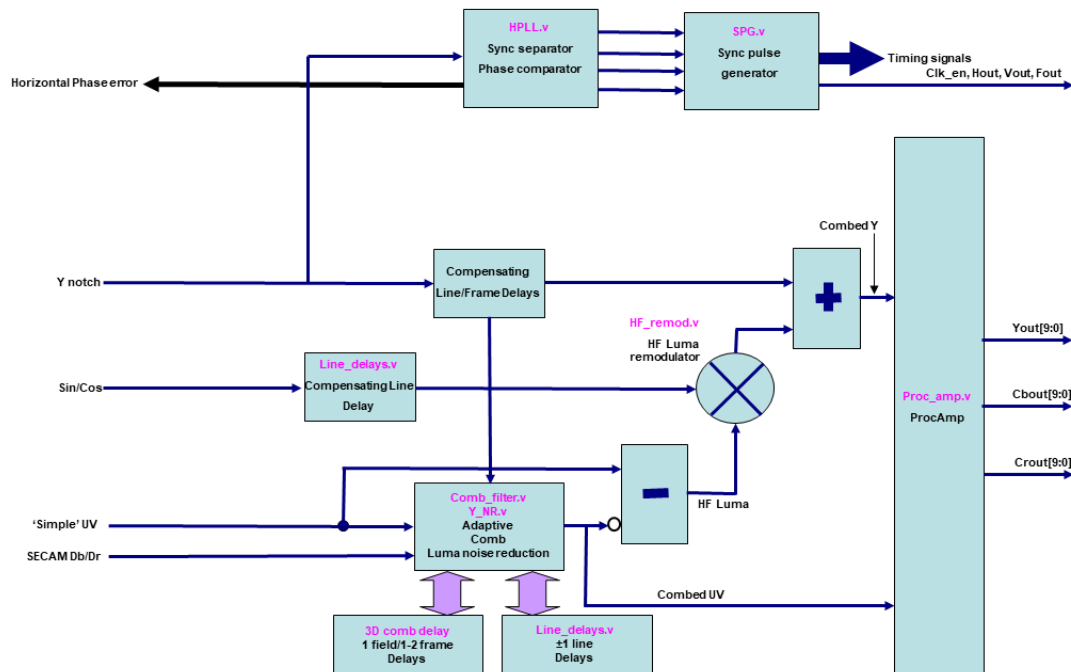 HPLL.v
Sync separator
Phase comparator
SPG.v
Sync pulse
generator
Timing signals
Clk_en, Hout, Vout, Fout
Horizontal Phase error
Combed Y
Y notch
Compensating
Line/Frame Delays
HF_remod.v
HF Luma
remodulator
Yout[9:0]
Line_delays.v
Compensating Line
Delay
Sin/Cos
Proc_amp.v
ProcAmp
Cbout[9:0]
Crout[9:0]
Comb_filter.v
Y_NR.v
Adaptive
Comb
Luma noise reduction
HF Luma
'Simple' UV
SECAM Db/Dr
Combed UV
3D comb delay
1 field/1-2 frame
Delays
Line_delays.v
±1 line
Delays